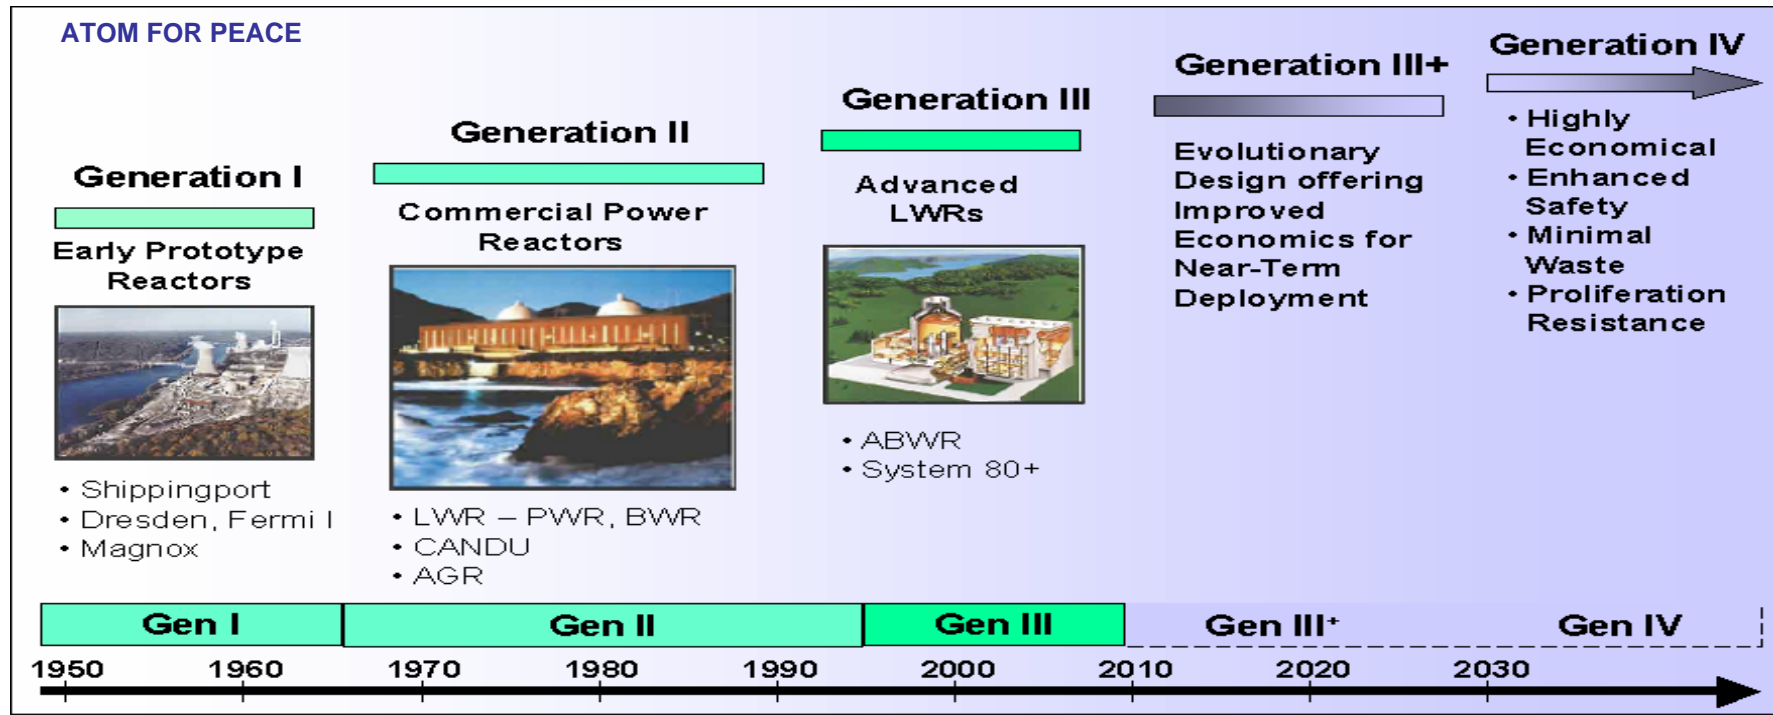 ATOM FOR PEACE
Generation I
Early Prototype
Reactors
• Shippingport
• Dresden, Fermi I
• Magnox
Generation II
Commercial Power
Reactors
• LWR – PWR, BWR
• CANDU
• AGR
Generation III
Advanced
LWRs
• ABWR
• System 80+
Generation III+
Evolutionary
Design offering
Improved
Economics for
Near-Term
Deployment
Generation IV
• Highly
Economical
• Enhanced
Safety
• Minimal
Waste
• Proliferation
Resistance
Gen I Gen II Gen III Gen III+ Gen IV
1950 1960 1970 1980 1990 2000 2010 2020 2030